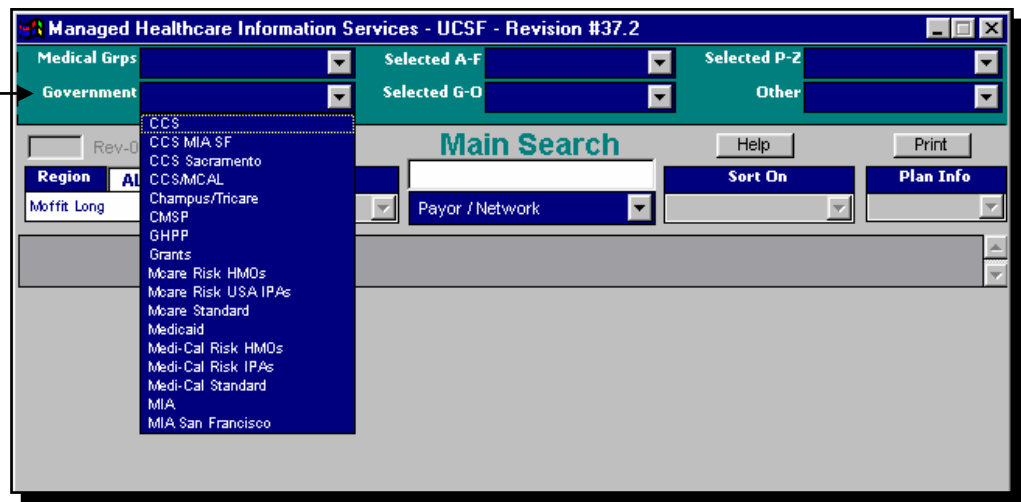 Managed Healthcare Information Services - UCSF - Revision #37.2
Medical Grps Selected A-F Selected P-Z
Government Selected G-O Other
CCS
CCS MIA SF
CCS Sacramento
CCS/MCAL
Champus/Tricare
CMSP
GHPP
Grants
Mcare Risk HMOs
Mcare Risk USA IPAs
Mcare Standard
Medicaid
Medi-Cal Risk HMOs
Medi-Cal Risk IPAs
Medi-Cal Standard
MIA
MIA San Francisco
Main Search Help Print
Region Sort On Plan Info
Moffit Long Payor / Network